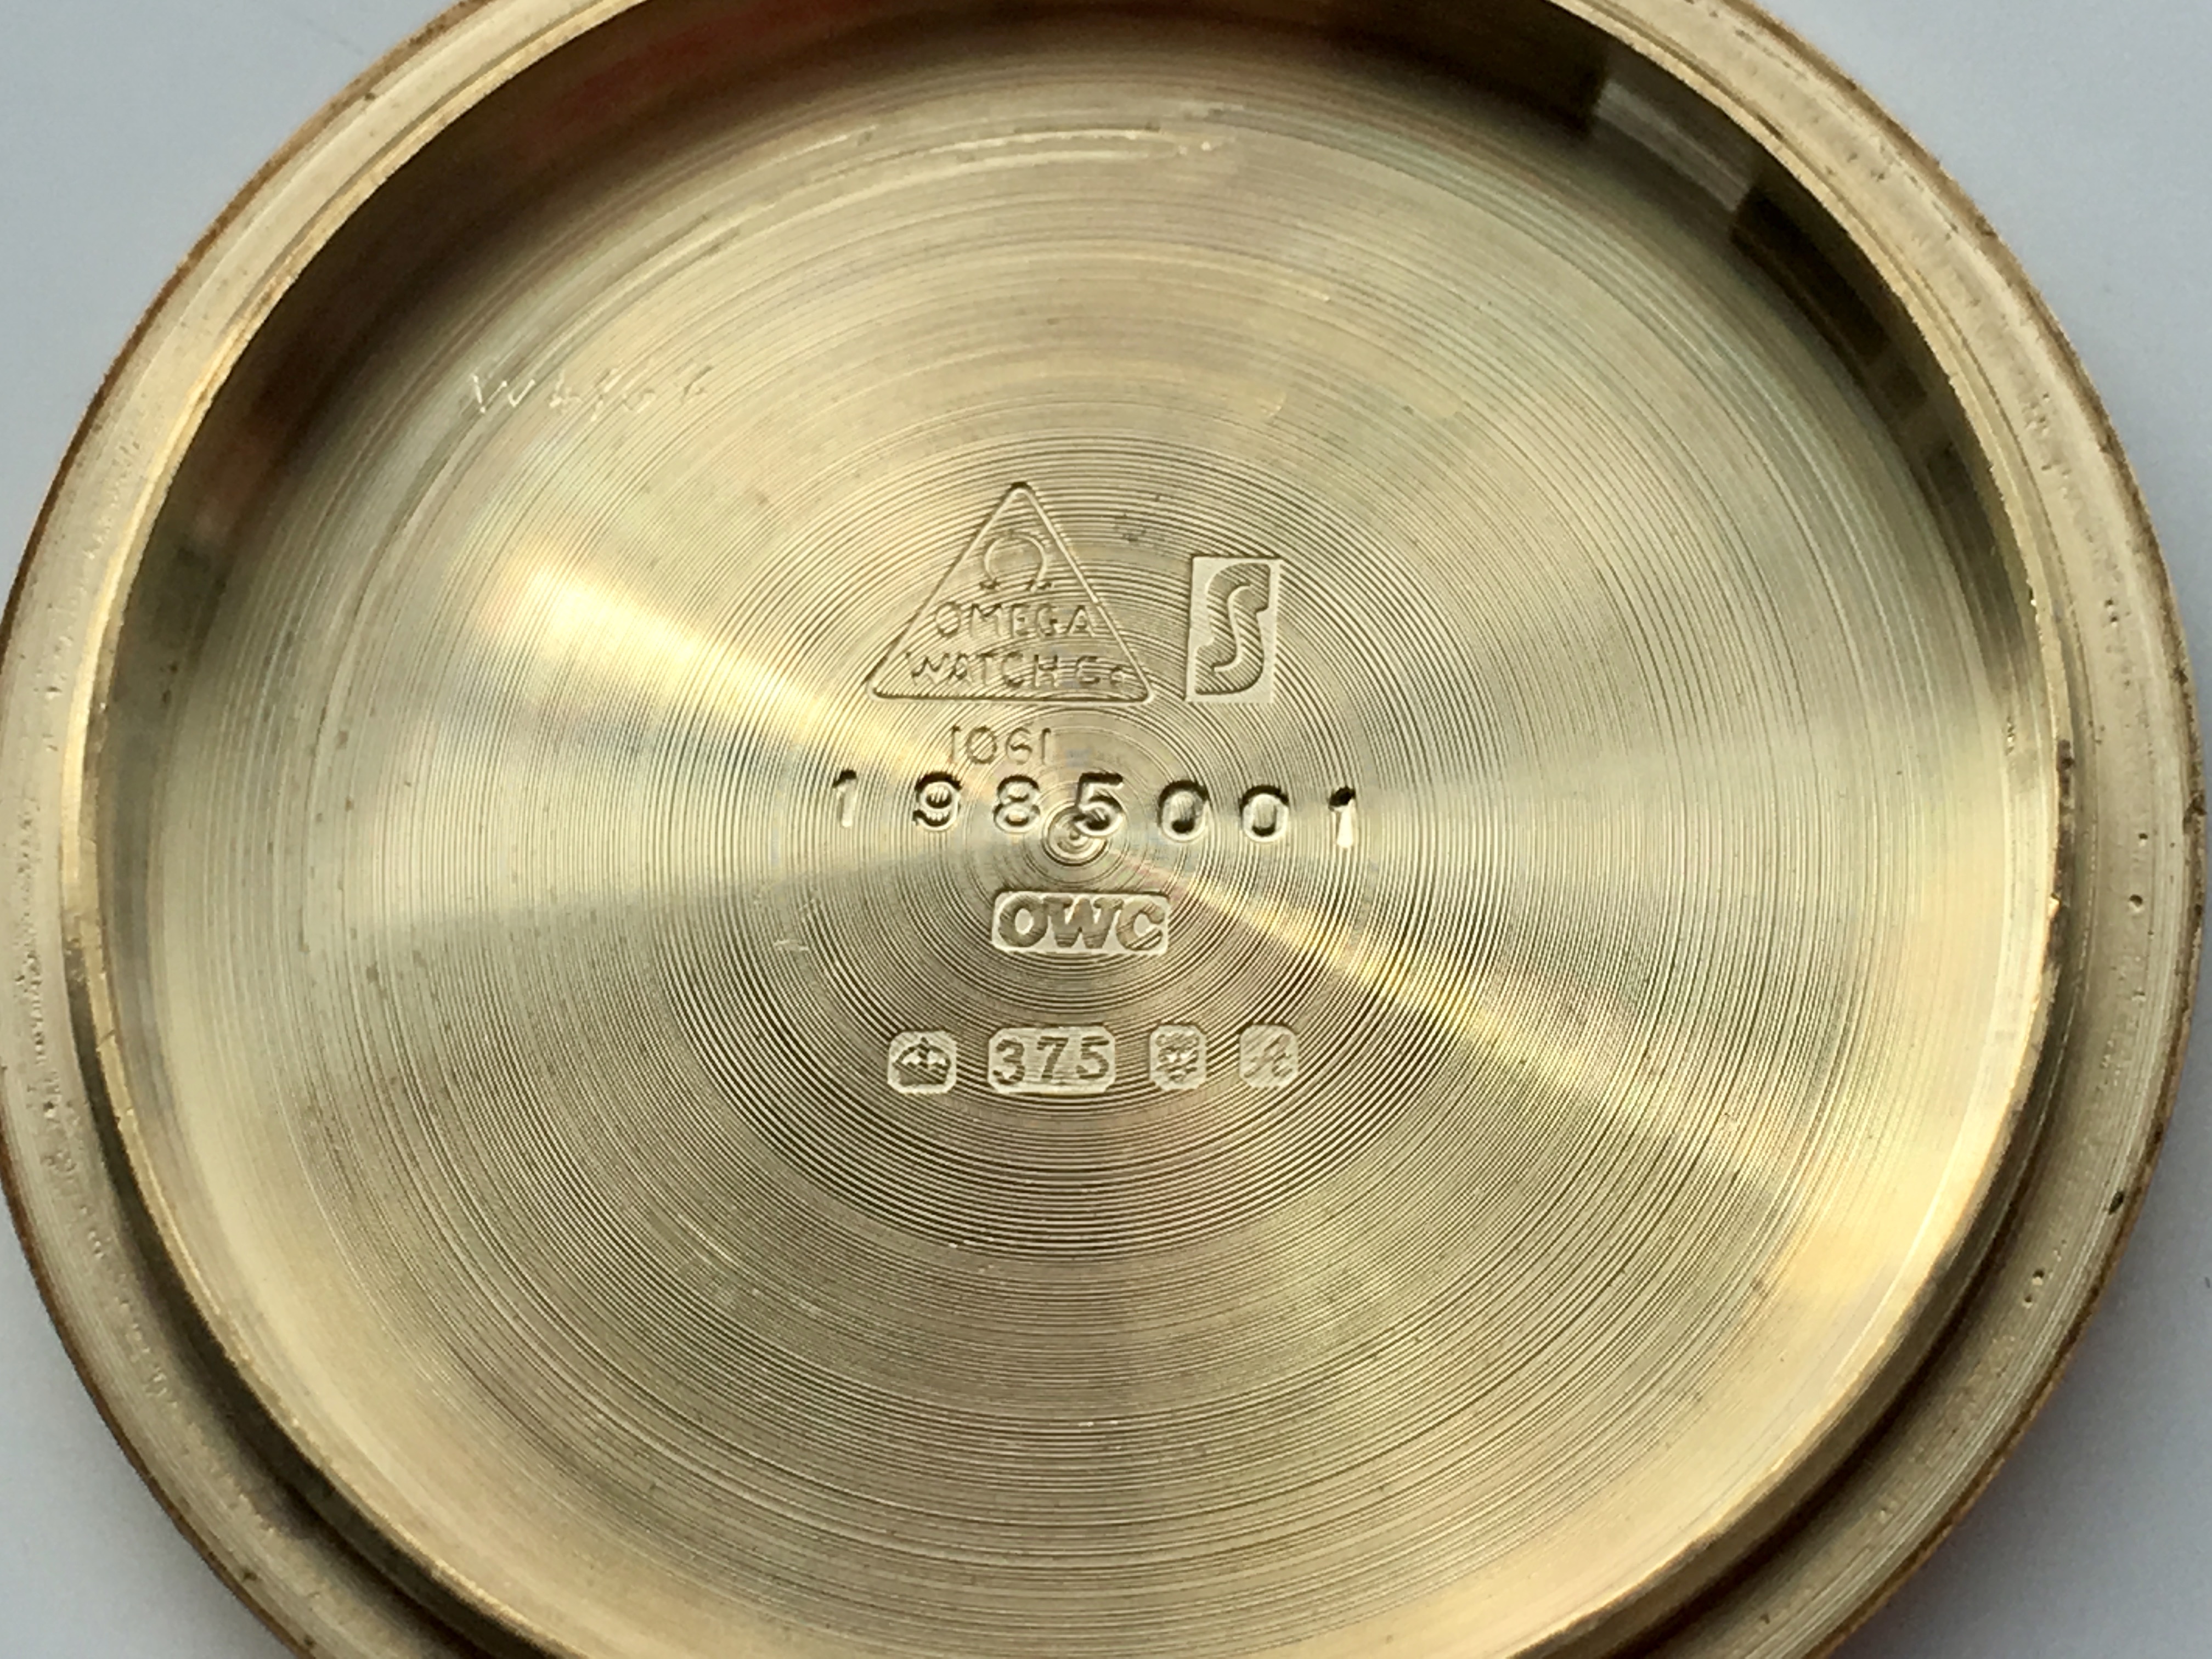 Ω
OMEGA
WATCH Co
S
1061
1985001
OWC
375